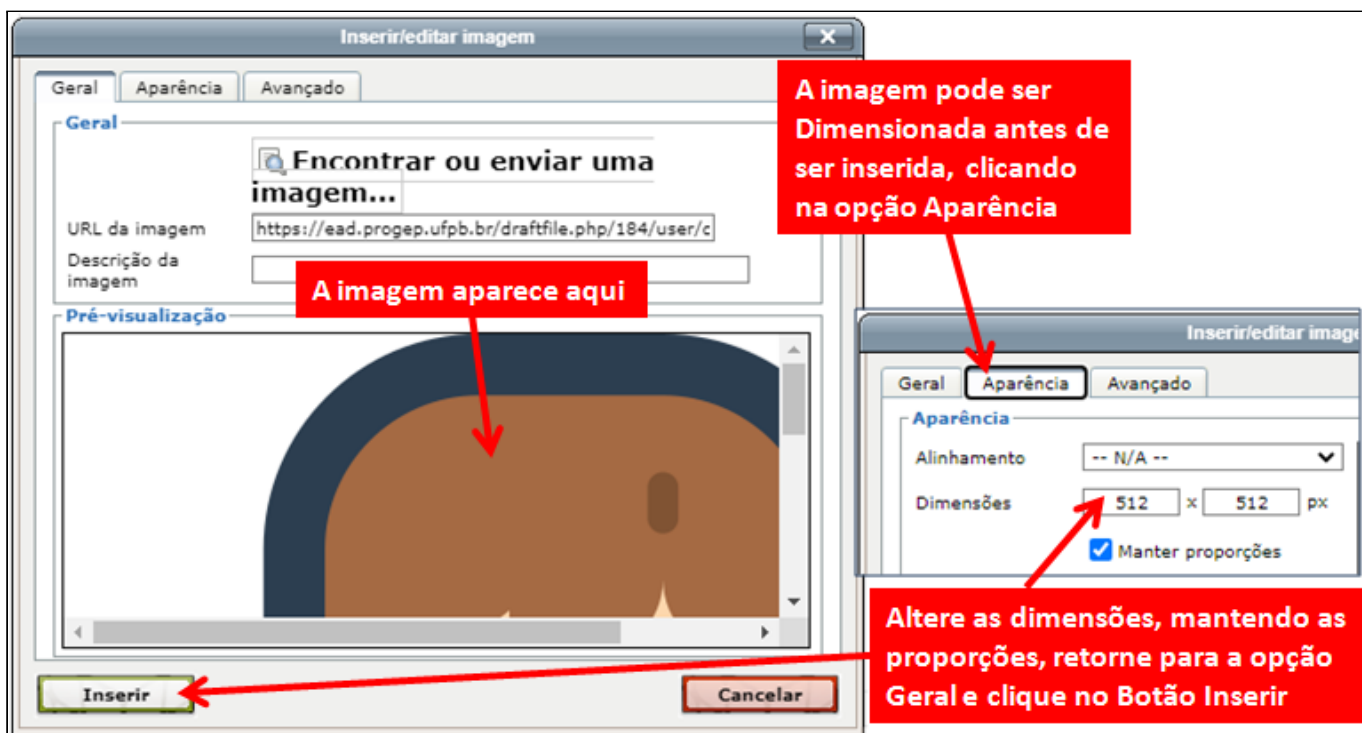 Inserir/editar imagem
Geral Aparência Avançado
Geral
Encontrar ou enviar uma
imagem...
URL da imagem https://ead.progep.ufpb.br/draftfile.php/184/user/c
Descrição da
imagem
A imagem aparece aqui
Pré-visualização
Inserir Cancelar
A imagem pode ser
Dimensionada antes de
ser inserida, clicando
na opção Aparência
Inserir/editar image
Geral Aparência Avançado
Aparência
Alinhamento -- N/A --
Dimensões 512 x 512 px
Manter proporções
Altere as dimensões, mantendo as
proporções, retorne para a opção
Geral e clique no Botão Inserir